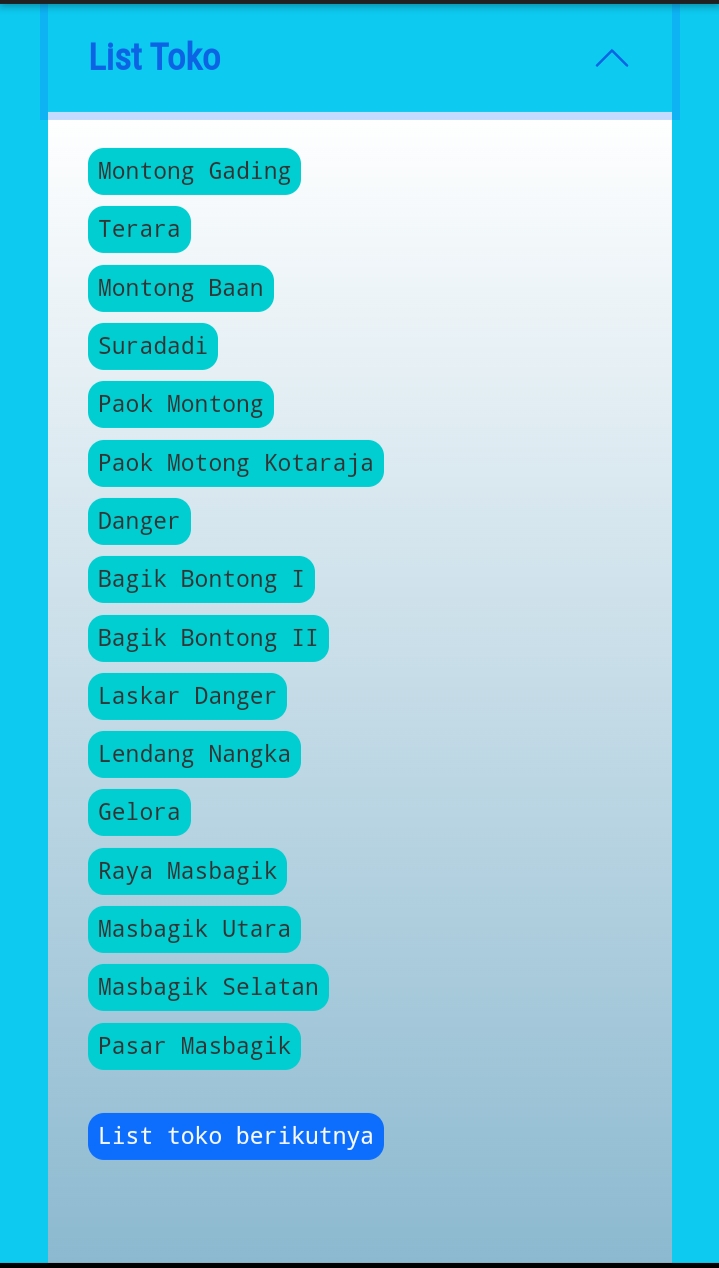 List Toko
Montong Gading
Terara
Montong Baan
Suradadi
Paok Montong
Paok Motong Kotaraja
Danger
Bagik Bontong I
Bagik Bontong II
Laskar Danger
Lendang Nangka
Gelora
Raya Masbagik
Masbagik Utara
Masbagik Selatan
Pasar Masbagik
List toko berikutnya